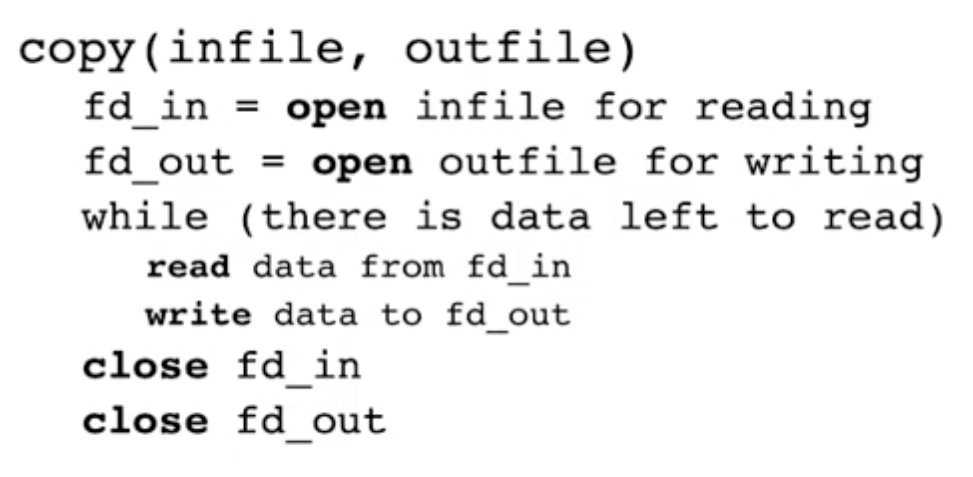 copy(infile, outfile)
fd_in = open infile for reading
fd_out = open outfile for writing
while (there is data left to read)
read data from fd_in
write data to fd_out
close fd_in
close fd_out